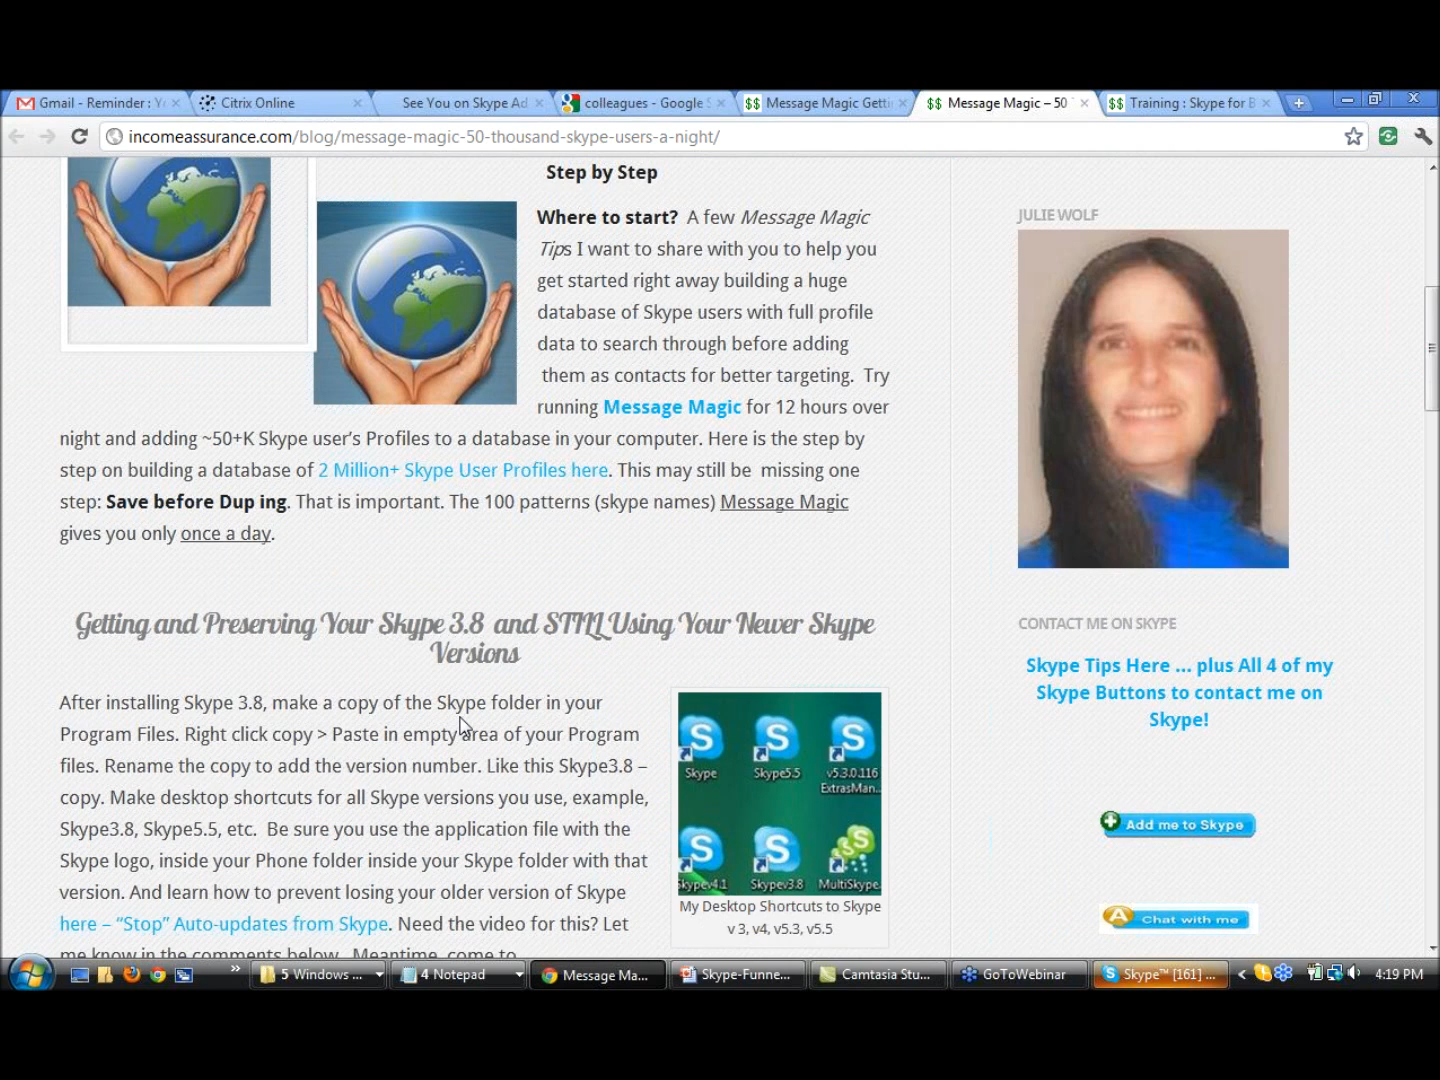 Gmail - Reminder : Y
Citrix Online
See You on Skype Ad
colleagues - Google S
$$ Message Magic Getti
$$ Message Magic – 50
$$ Training : Skype for B
incomeassurance.com/blog/message-magic-50-thousand-skype-users-a-night/
Step by Step
Where to start?  A few Message Magic
Tips I want to share with you to help you
get started right away building a huge
database of Skype users with full profile
data to search through before adding
them as contacts for better targeting.  Try
running Message Magic for 12 hours over
night and adding ~50+K Skype user's Profiles to a database in your computer. Here is the step by
step on building a database of 2 Million+ Skype User Profiles here. This may still be  missing one
step: Save before Dup ing. That is important. The 100 patterns (skype names) Message Magic
gives you only once a day.
Getting and Preserving Your Skype 3.8  and STILL Using Your Newer Skype
Versions
After installing Skype 3.8, make a copy of the Skype folder in your
Program Files. Right click copy > Paste in empty area of your Program
files. Rename the copy to add the version number. Like this Skype3.8 –
copy. Make desktop shortcuts for all Skype versions you use, example,
Skype3.8, Skype5.5, etc.  Be sure you use the application file with the
Skype logo, inside your Phone folder inside your Skype folder with that
version. And learn how to prevent losing your older version of Skype
here – “Stop” Auto-updates from Skype. Need the video for this? Let
me know in the comments below.  Meantime, come to
Skype
Skype5.5
v5.3.0.116
ExtrasMan...
Skypev4.1
Skypev3.8
MultiSkype
My Desktop Shortcuts to Skype
v 3, v4, v5.3, v5.5
JULIE WOLF
CONTACT ME ON SKYPE
Skype Tips Here ... plus All 4 of my
Skype Buttons to contact me on
Skype!
Add me to Skype
A Chat with me
» 5 Windows ...
4 Notepad
Message Ma...
Skype-Funne...
Camtasia Stu...
GoToWebinar
Skype™ [161] ...
4:19 PM